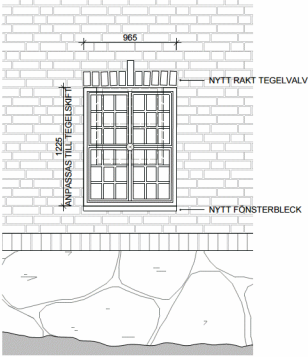 965
NYTT RAKT TEGELVALV
1225
ANPASSAS TILL TEGELSKIFT
NYTT FÖNSTERBLECK